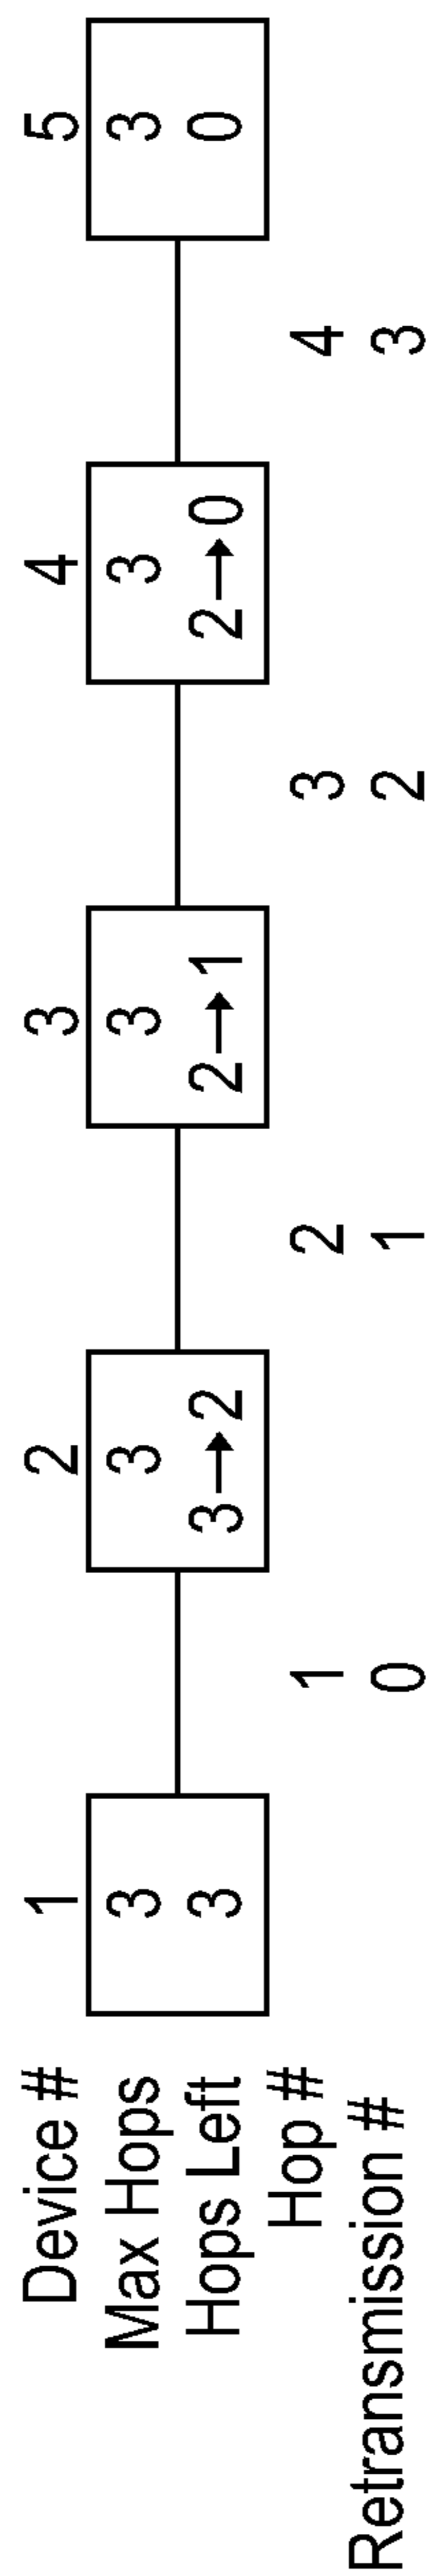 Device # 1 2 3 4 5
Max Hops 3 3 3 3 3
Hops Left 3 3→2 2→1 2→0 0
Hop # 1 2 3 4
Retransmission # 0 1 2 3